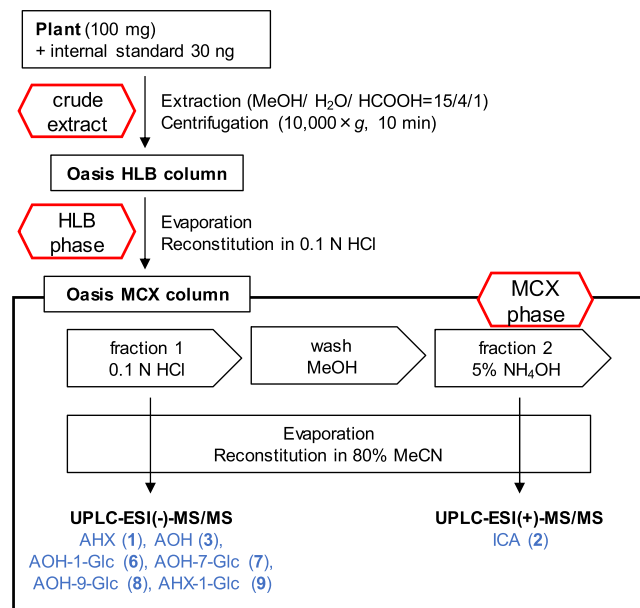 Plant (100 mg)
+ internal standard 30 ng
crude
extract
Extraction (MeOH/ H₂O/ HCOOH=15/4/1)
Centrifugation (10,000×g, 10 min)
Oasis HLB column
HLB
phase
Evaporation
Reconstitution in 0.1 N HCl
Oasis MCX column
MCX
phase
fraction 1
0.1 N HCl
wash
MeOH
fraction 2
5% NH₄OH
Evaporation
Reconstitution in 80% MeCN
UPLC-ESI(-)-MS/MS
AHX (1), AOH (3),
AOH-1-Glc (6), AOH-7-Glc (7),
AOH-9-Glc (8), AHX-1-Glc (9)
UPLC-ESI(+)-MS/MS
ICA (2)